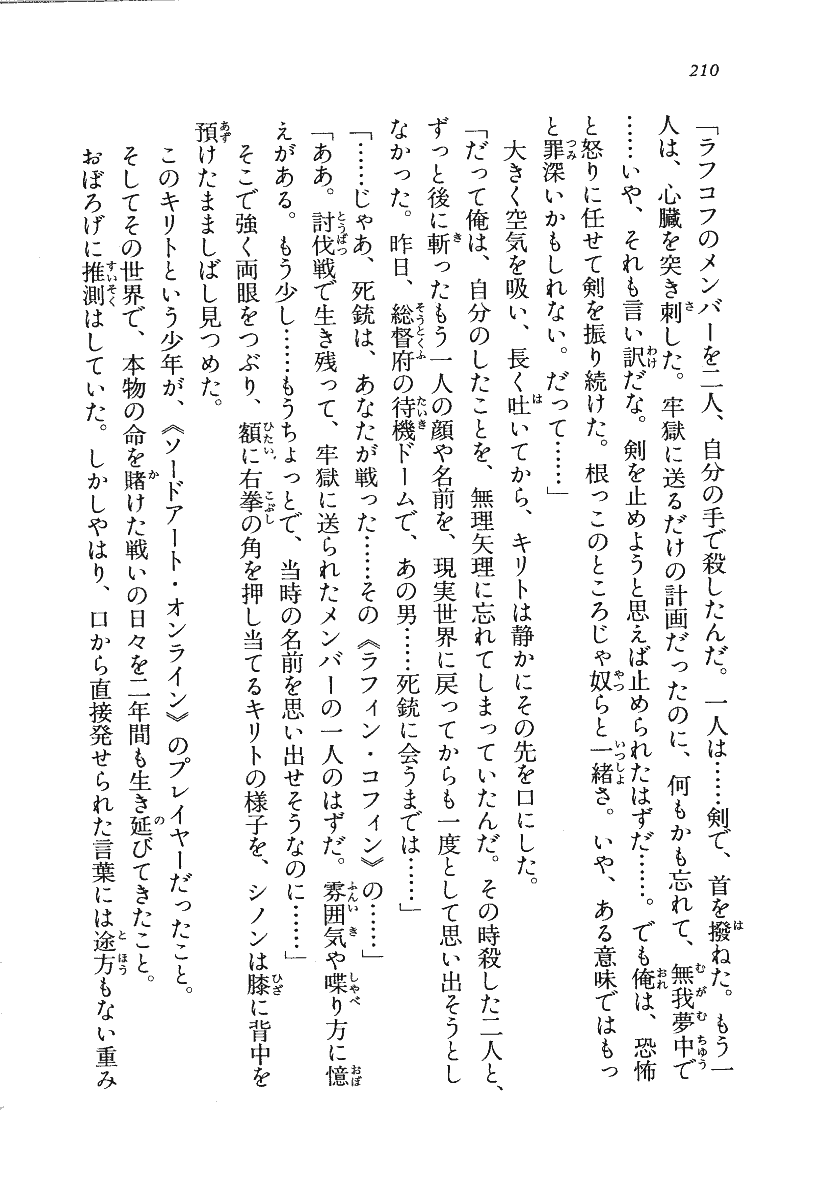 210
「ラフコフのメンバーを二人、自分の手で殺したんだ。一人は……剣で、首を撥ねた。もう一
人は、心臓を突き刺した。牢獄に送るだけの計画だったのに、何もかも忘れて、無我夢中で
……いや、それも言い訳だな。剣を止めようと思えば止められたはずだ……。でも俺は、恐怖
と怒りに任せて剣を振り続けた。根っこのところじゃ奴らと一緒さ。いや、ある意味ではもっ
と罪深いかもしれない。だって……」
大きく空気を吸い、長く吐いてから、キリトは静かにその先を口にした。
「だって俺は、自分のしたことを、無理矢理に忘れてしまっていたんだ。その時殺した二人と、
ずっと後に斬ったもう一人の顔や名前を、現実世界に戻ってからも一度として思い出そうとし
なかった。昨日、総督府の待機ドームで、あの男……死銃に会うまでは……」
「……じゃあ、死銃は、あなたが戦った……その《ラフィン・コフィン》の……」
「ああ。討伐戦で生き残って、牢獄に送られたメンバーの一人のはずだ。雰囲気や喋り方に憶
えがある。もう少し……もうちょっとで、当時の名前を思い出せそうなのに……」
そこで強く両眼をつぶり、額に右拳の角を押し当てるキリトの様子を、シノンは膝に背中を
預けたまましばし見つめた。
このキリトという少年が、《ソードアート・オンライン》のプレイヤーだったこと。
そしてその世界で、本物の命を賭けた戦いの日々を二年間も生き延びてきたこと。
おぼろげに推測はしていた。しかしやはり、口から直接発せられた言葉には途方もない重み